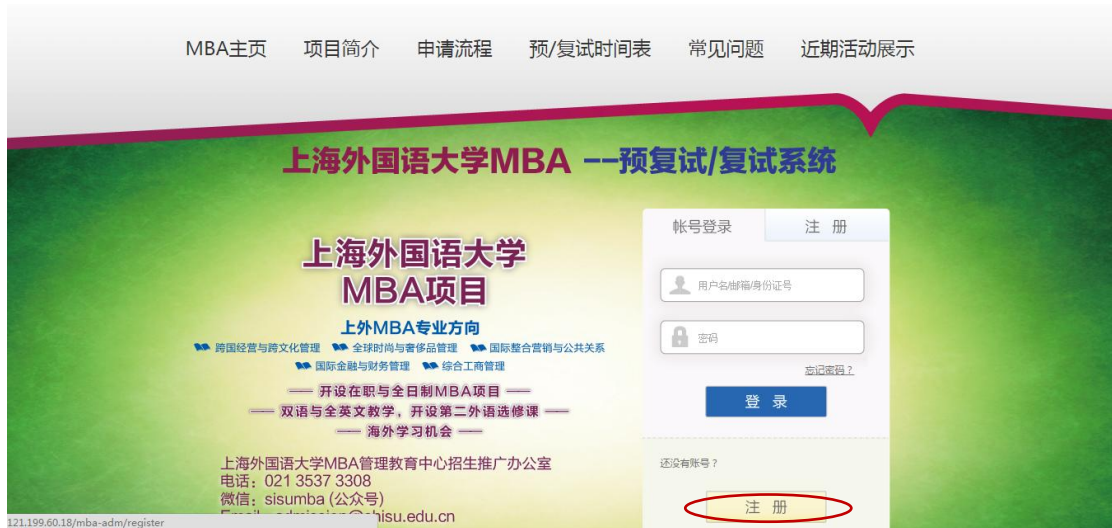 MBA主页 项目简介 申请流程 预/复试时间表 常见问题 近期活动展示
上海外国语大学MBA --预复试/复试系统
帐号登录 注 册
上海外国语大学
MBA项目
用户名/邮箱/身份证号
上外MBA专业方向
密码
跨国经营与跨文化管理 全球时尚与奢侈品管理 国际整合营销与公共关系
国际金融与财务管理 综合工商管理
忘记密码？
—— 开设在职与全日制MBA项目 ——
登 录
—— 双语与全英文教学，开设第二外语选修课 ——
—— 海外学习机会 ——
上海外国语大学MBA管理教育中心招生推广办公室
还没有账号？
电话：021 3537 3308
微信：sisumba (公众号)
注 册
121.199.60.18/mba-adm/register